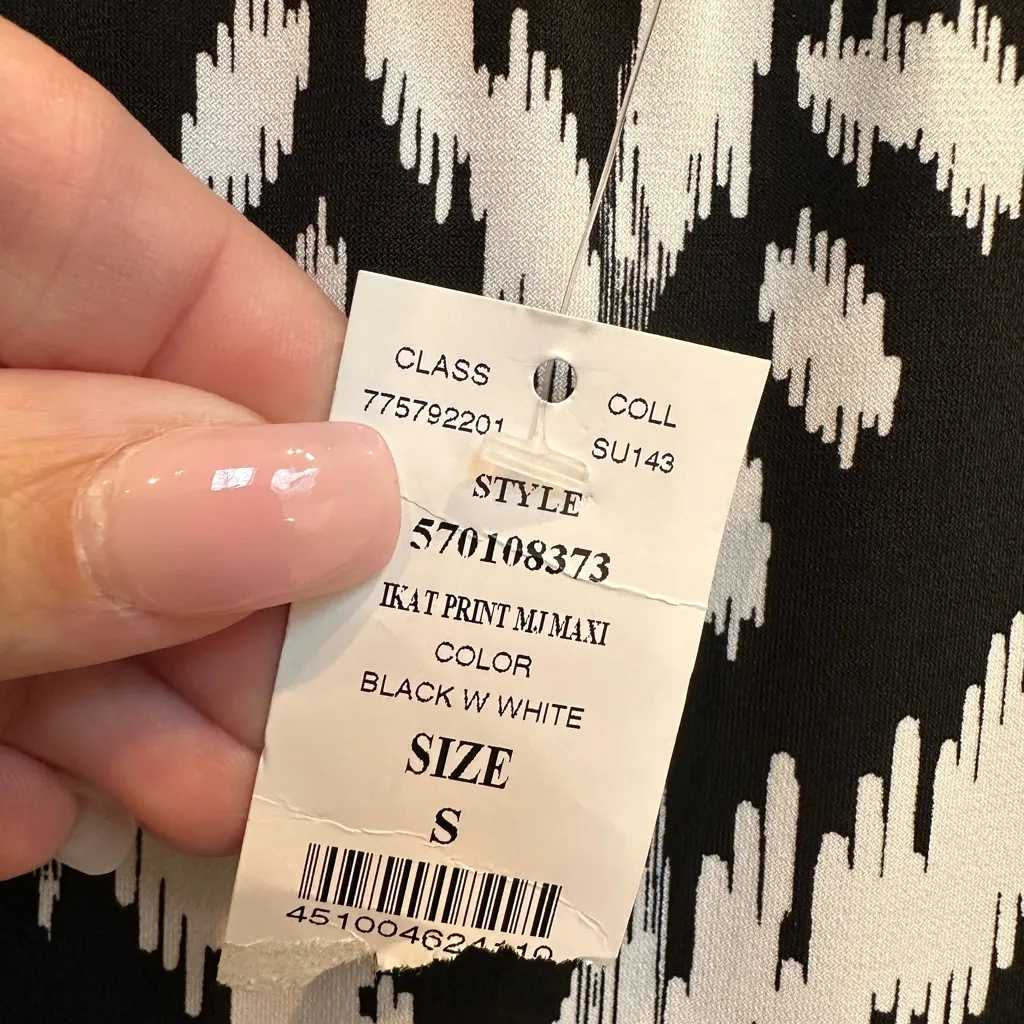 CLASS
775792201
COLL
SU143
STYLE
570108373
IKAT PRINT MJ MAXI
COLOR
BLACK W WHITE
SIZE
S